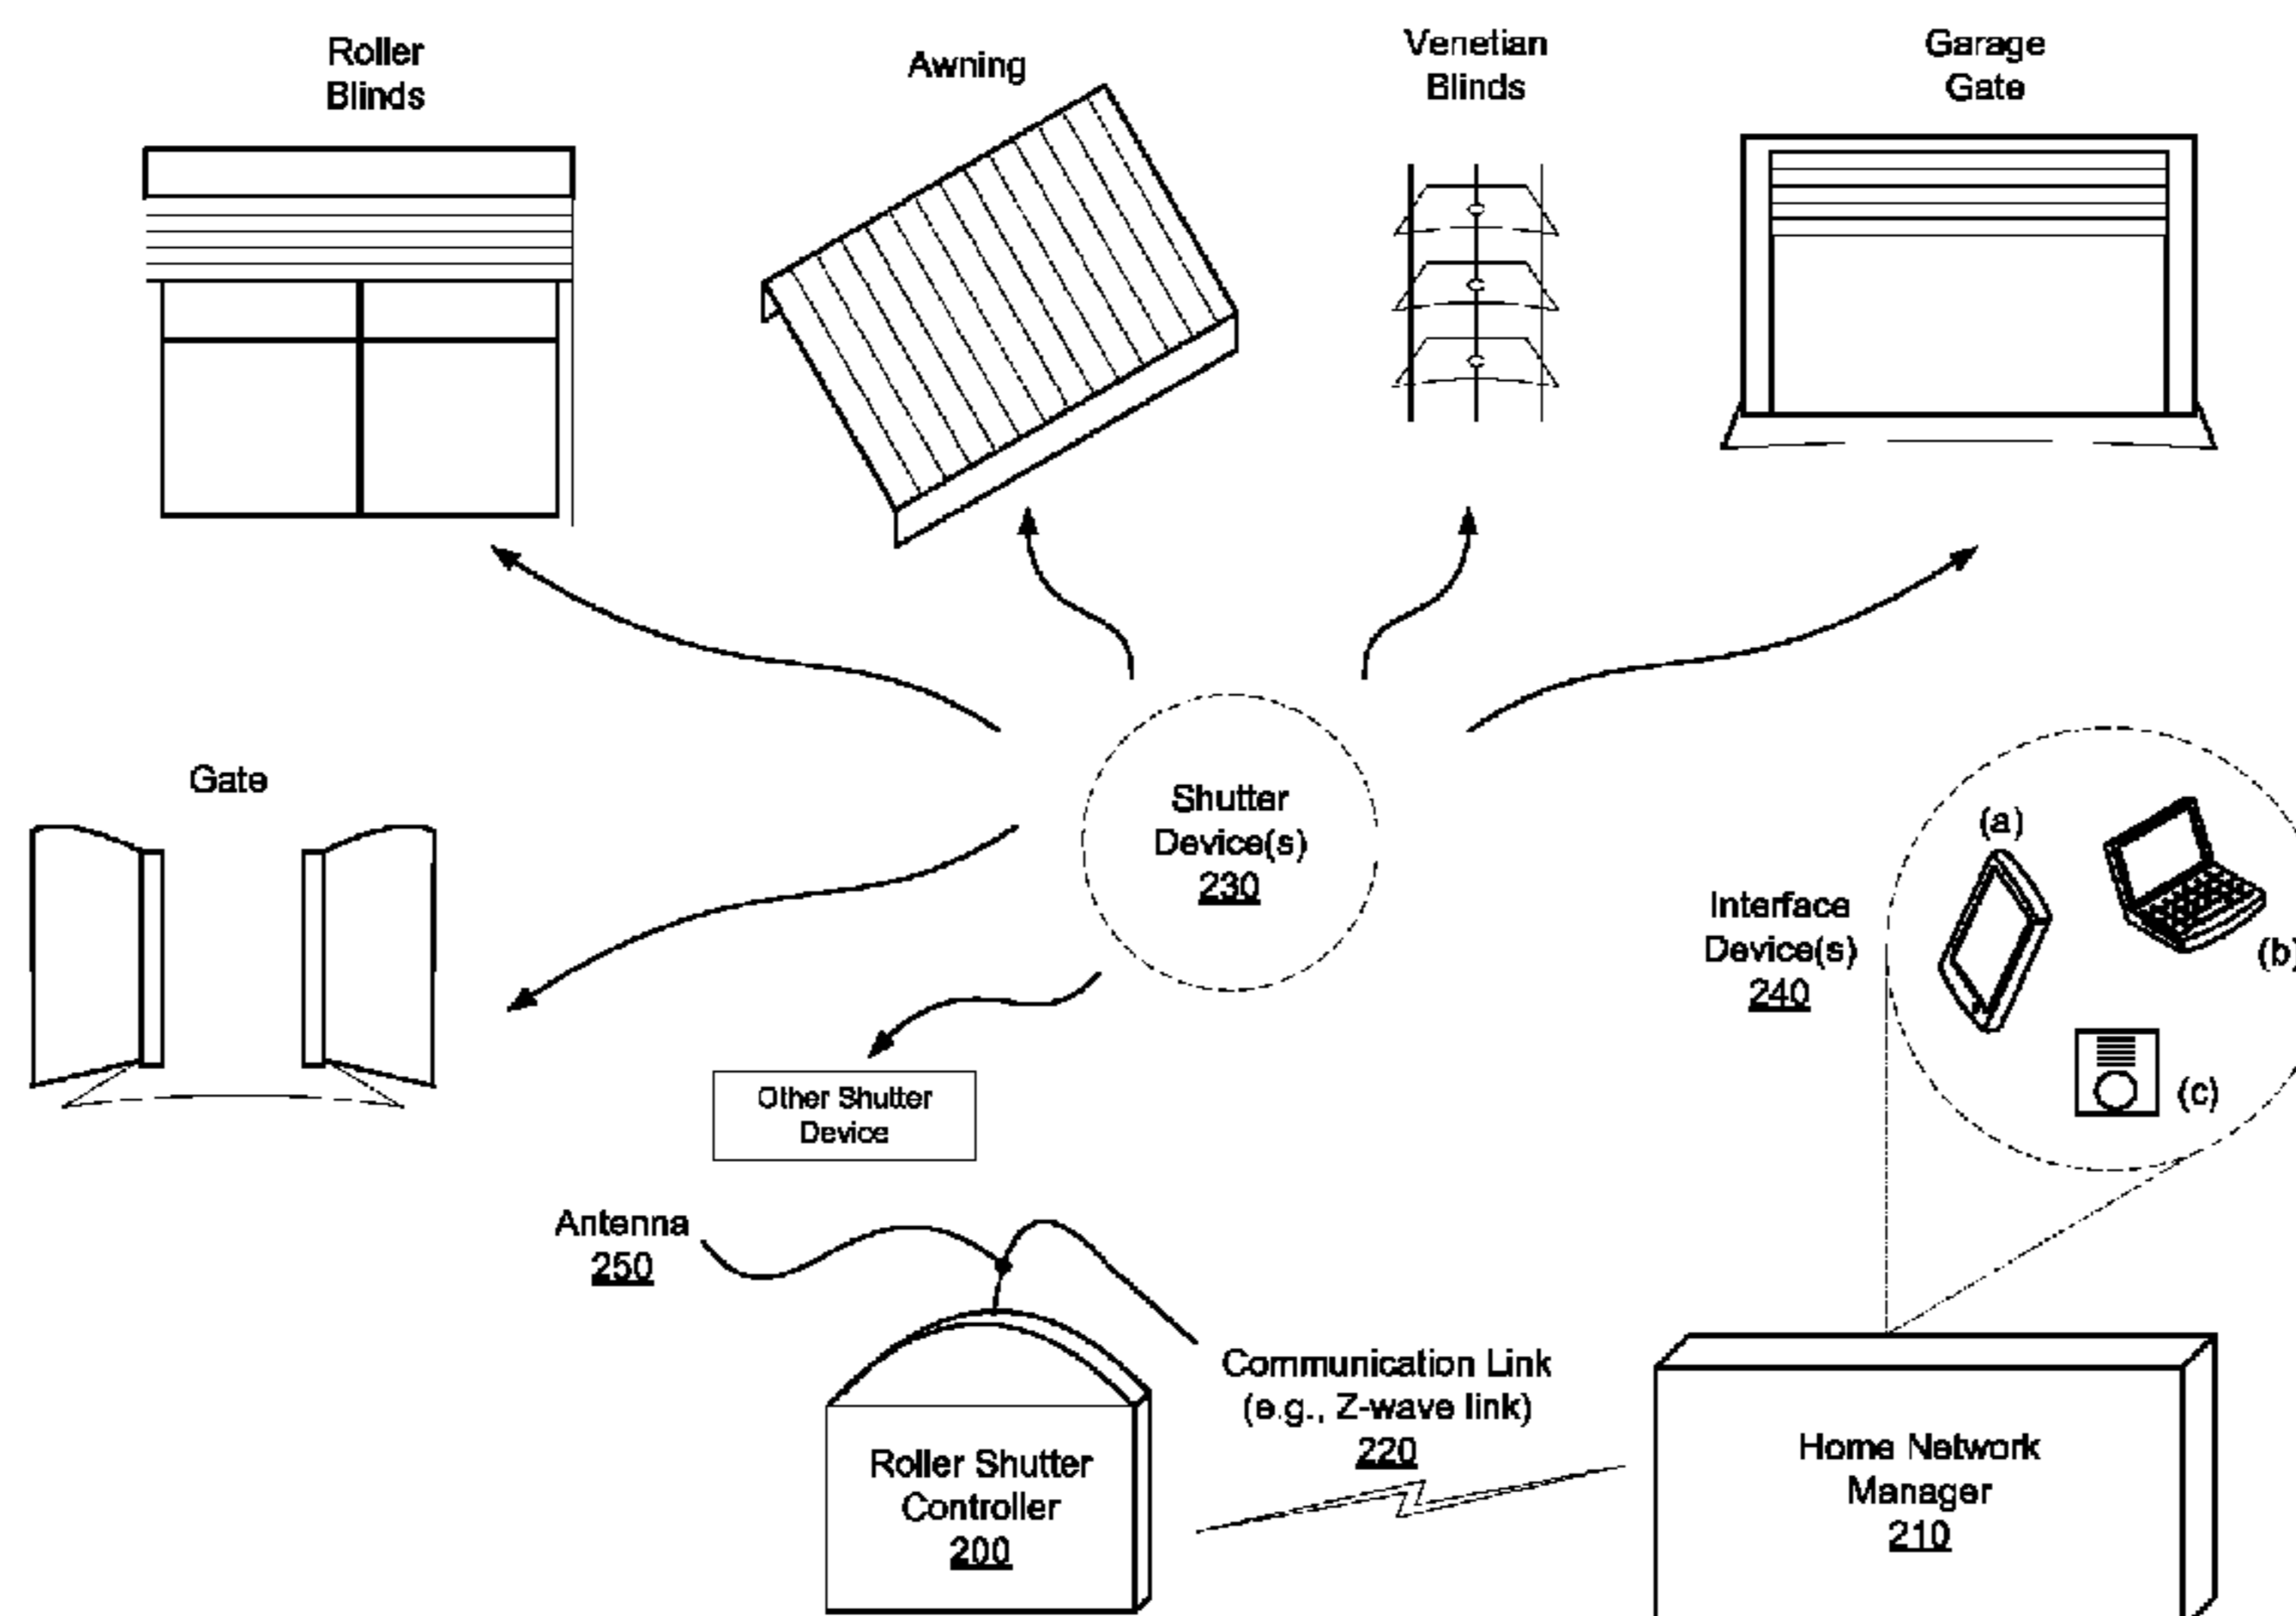 Roller
Blinds
Awning
Venetian
Blinds
Garage
Gate
Gate
Shutter
Device(s)
230
Interface
Device(s)
240
(a)
(b)
(c)
Other Shutter
Device
Antenna
250
Communication Link
(e.g., Z-wave link)
220
Roller Shutter
Controller
200
Home Network
Manager
210